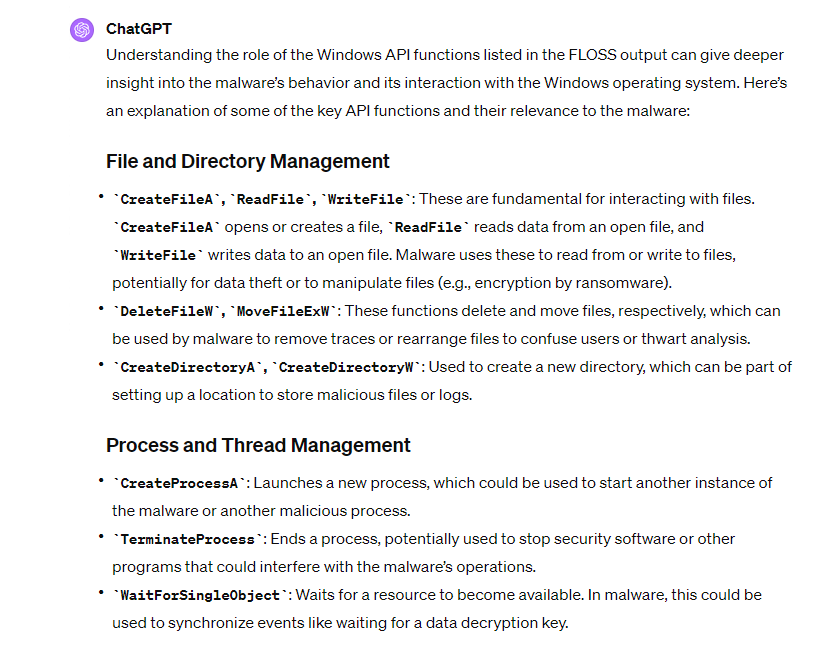 ChatGPT
Understanding the role of the Windows API functions listed in the FLOSS output can give deeper
insight into the malware's behavior and its interaction with the Windows operating system. Here's
an explanation of some of the key API functions and their relevance to the malware:
File and Directory Management
• `CreateFileA`, `ReadFile`, `WriteFile`: These are fundamental for interacting with files.
`CreateFileA` opens or creates a file, `ReadFile` reads data from an open file, and
`WriteFile` writes data to an open file. Malware uses these to read from or write to files,
potentially for data theft or to manipulate files (e.g., encryption by ransomware).
• `DeleteFileW`, `MoveFileExW`: These functions delete and move files, respectively, which can
be used by malware to remove traces or rearrange files to confuse users or thwart analysis.
• `CreateDirectoryA`, `CreateDirectoryW`: Used to create a new directory, which can be part of
setting up a location to store malicious files or logs.
Process and Thread Management
• `CreateProcessA`: Launches a new process, which could be used to start another instance of
the malware or another malicious process.
• `TerminateProcess`: Ends a process, potentially used to stop security software or other
programs that could interfere with the malware's operations.
• `WaitForSingleObject`: Waits for a resource to become available. In malware, this could be
used to synchronize events like waiting for a data decryption key.